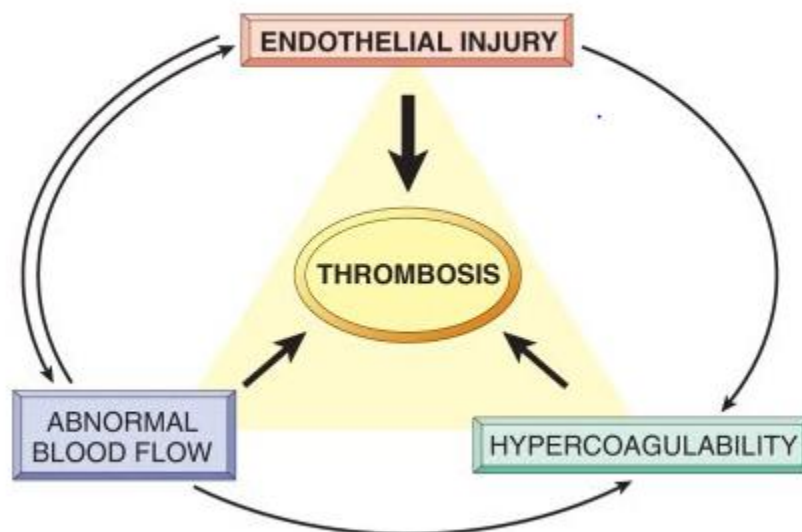 ENDOTHELIAL INJURY
THROMBOSIS
ABNORMAL
BLOOD FLOW
HYPERCOAGULABILITY